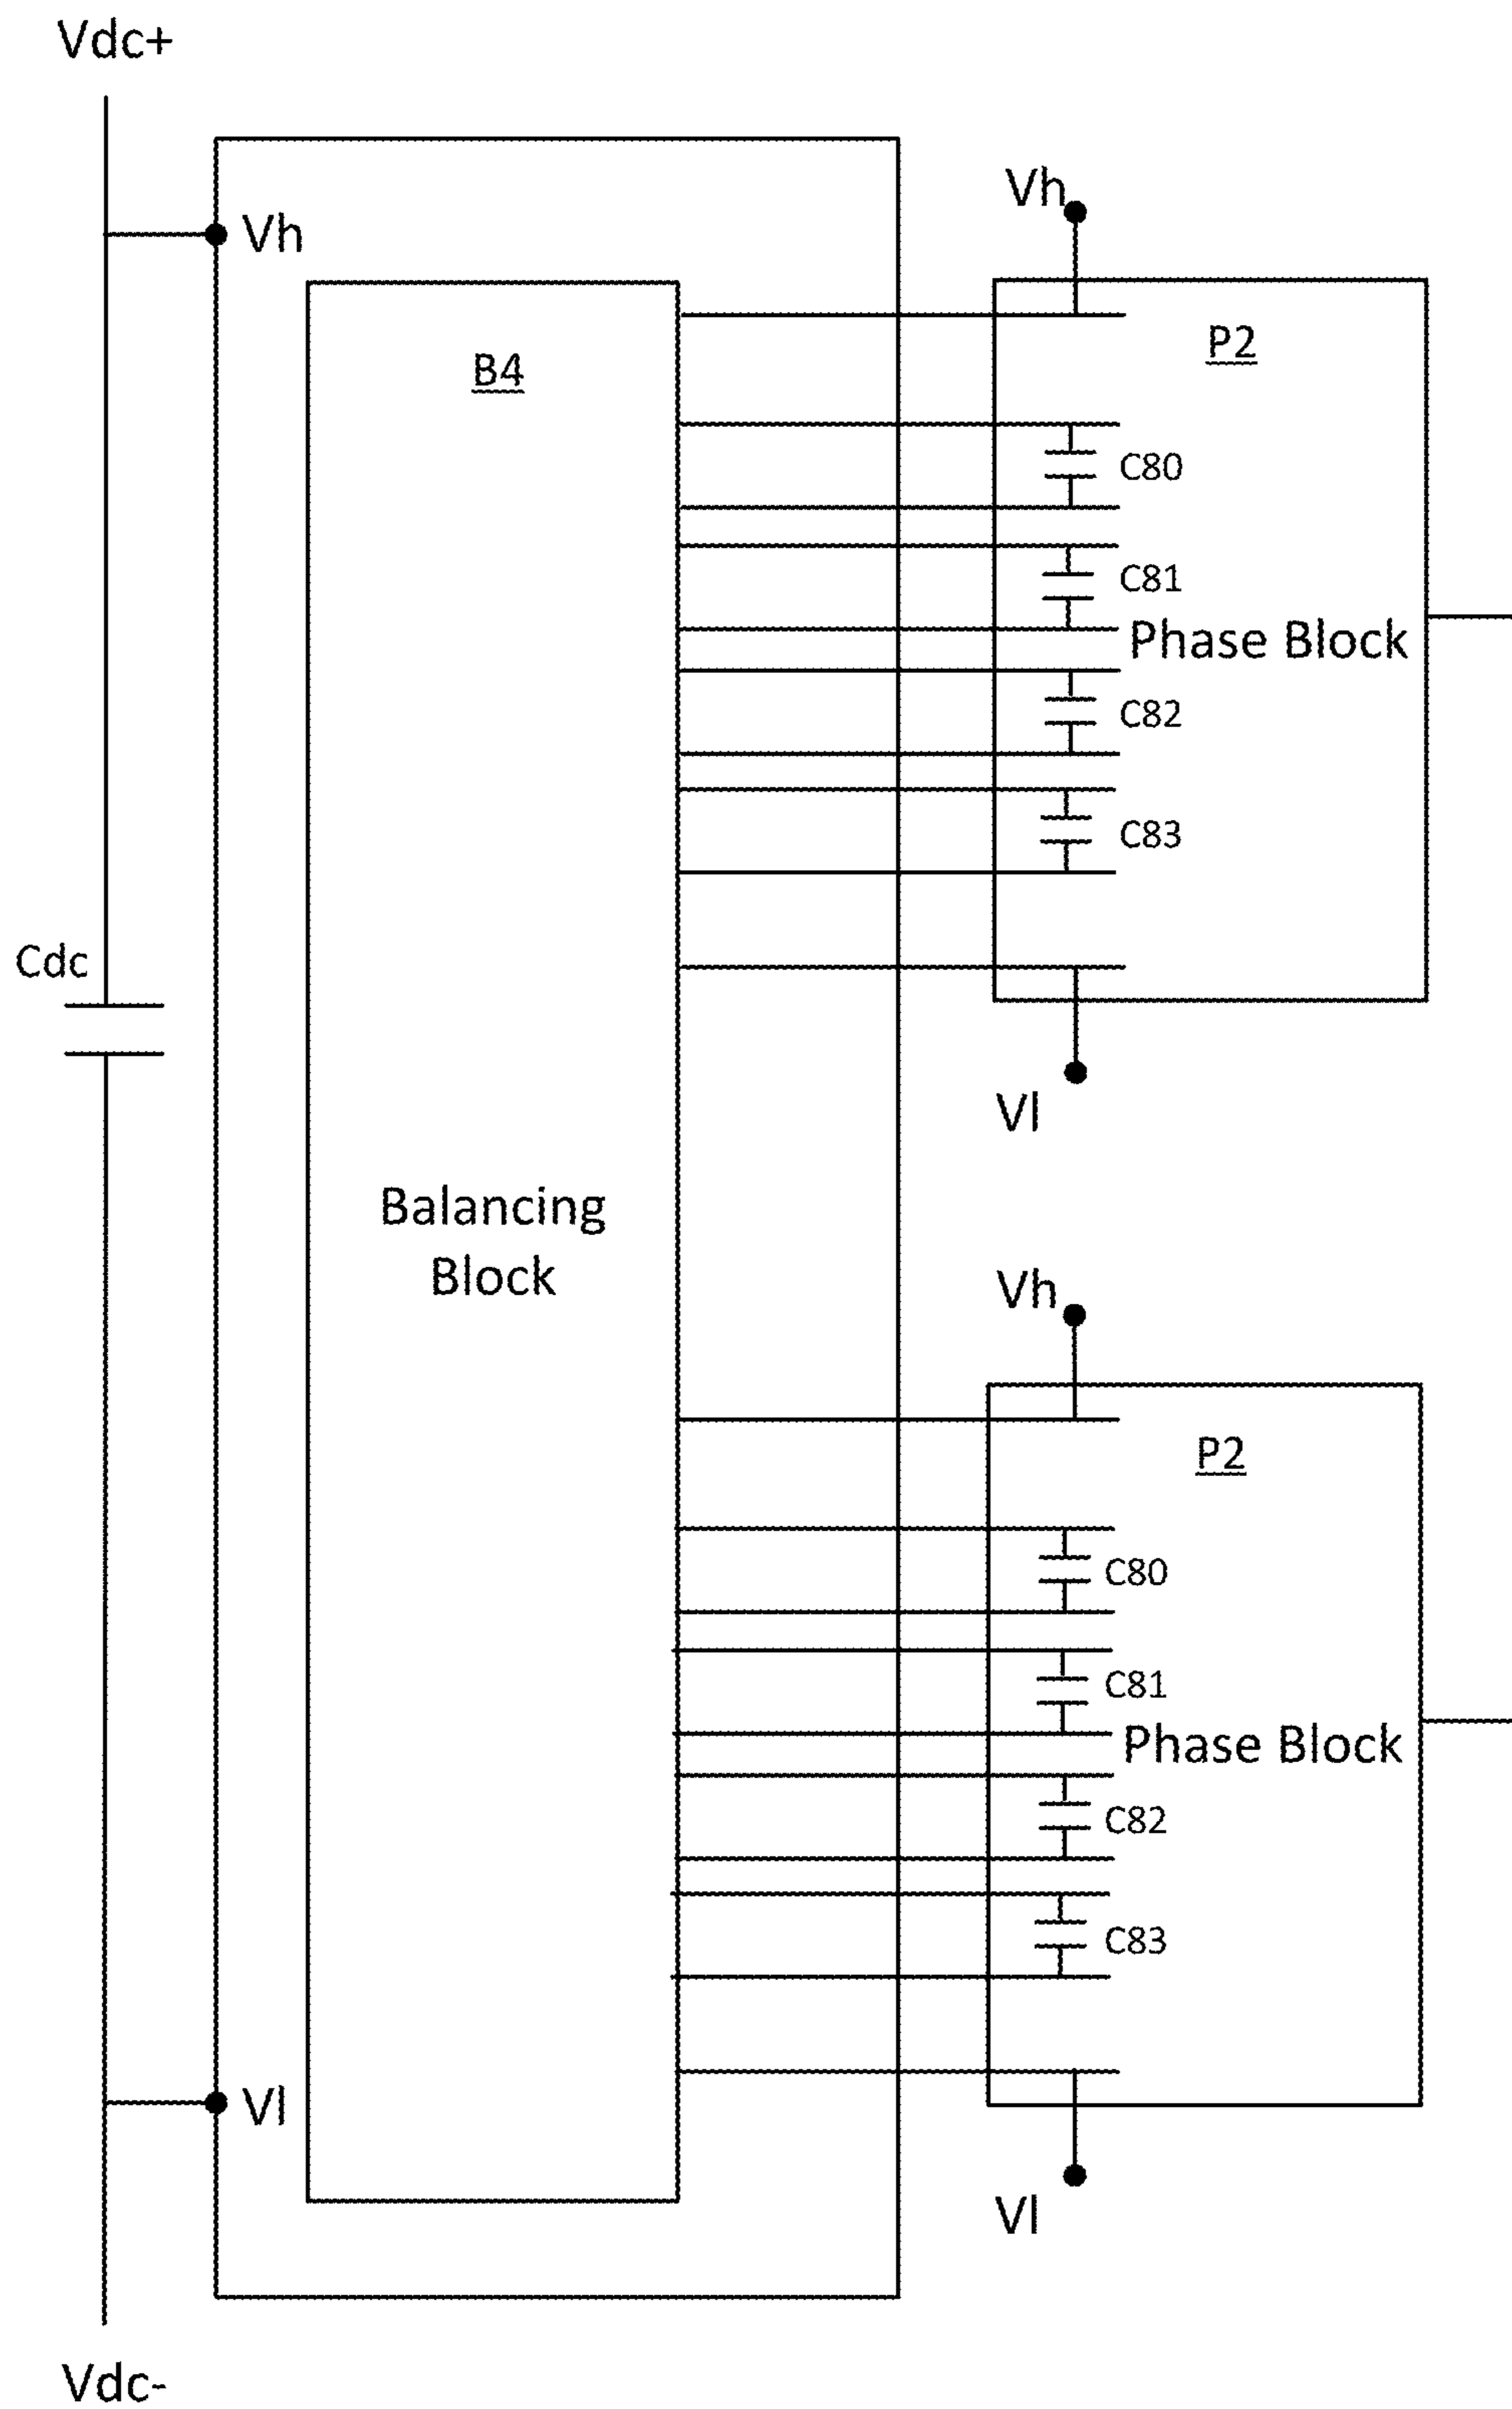 Vdc+
Vh
Vh
B4
P2
C80
C81
Phase Block
C82
C83
Cdc
Vl
Balancing
Block
Vh
P2
C80
C81
Phase Block
C82
C83
Vl
Vl
Vdc-